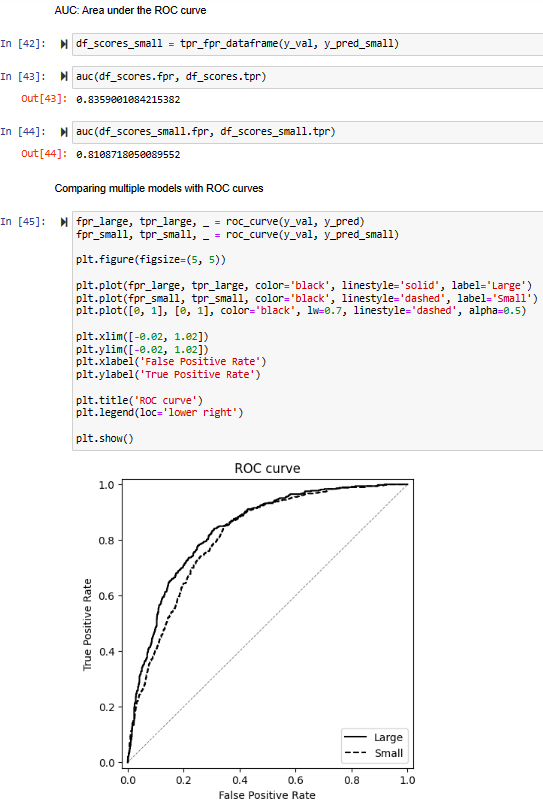 AUC: Area under the ROC curve
In [42]: df_scores_small = tpr_fpr_dataframe(y_val, y_pred_small)
In [43]: auc(df_scores.fpr, df_scores.tpr)
Out[43]: 0.8359001084215382
In [44]: auc(df_scores_small.fpr, df_scores_small.tpr)
Out[44]: 0.8108718050089552
Comparing multiple models with ROC curves
In [45]: fpr_large, tpr_large, _ = roc_curve(y_val, y_pred)
fpr_small, tpr_small, _ = roc_curve(y_val, y_pred_small)
plt.figure(figsize=(5, 5))
plt.plot(fpr_large, tpr_large, color='black', linestyle='solid', label='Large')
plt.plot(fpr_small, tpr_small, color='black', linestyle='dashed', label='Small')
plt.plot([0, 1], [0, 1], color='black', lw=0.7, linestyle='dashed', alpha=0.5)
plt.xlim([-0.02, 1.02])
plt.ylim([-0.02, 1.02])
plt.xlabel('False Positive Rate')
plt.ylabel('True Positive Rate')
plt.title('ROC curve')
plt.legend(loc='lower right')
plt.show()
ROC curve
1.0
0.8
0.6
0.4
0.2
0.0
True Positive Rate
Large
Small
0.0 0.2 0.4 0.6 0.8 1.0
False Positive Rate